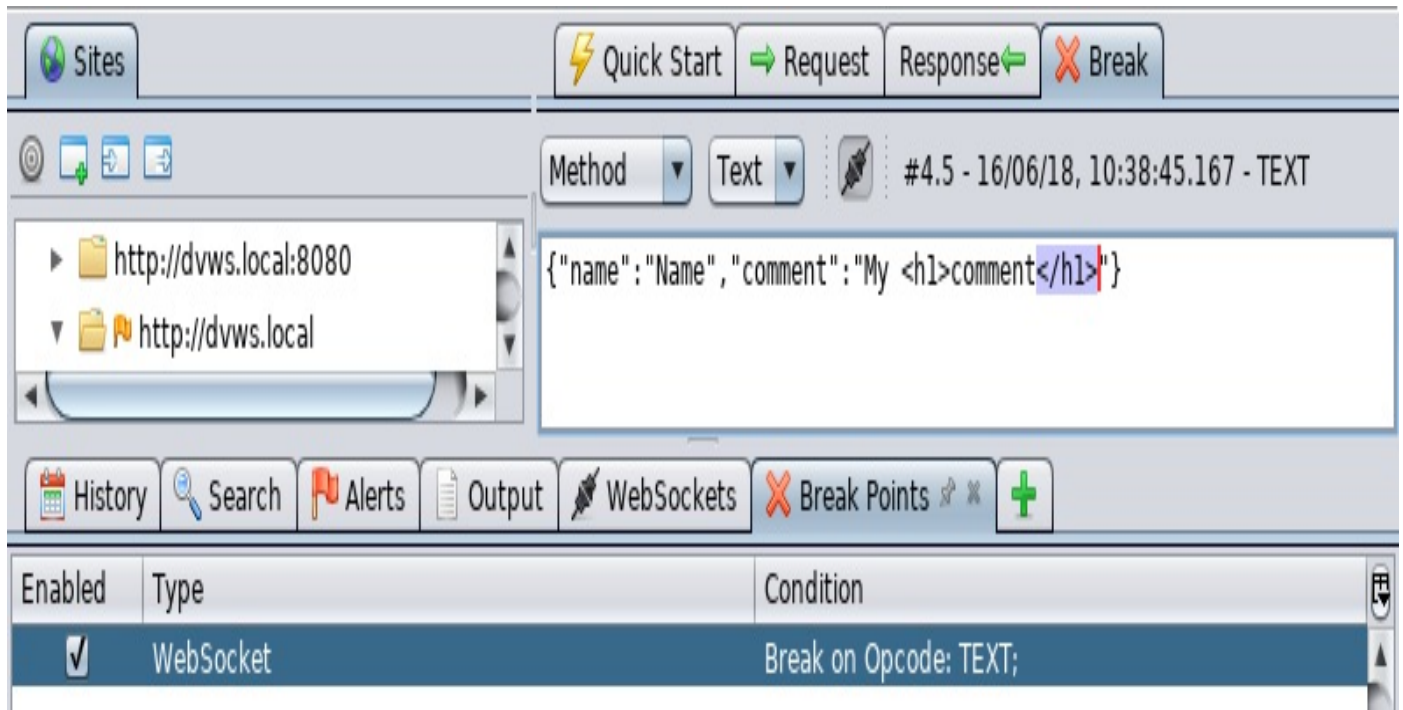 Sites
Quick Start Request Response Break
Method Text #4.5 - 16/06/18, 10:38:45.167 - TEXT
http://dvws.local:8080
http://dvws.local
{"name":"Name","comment":"My <h1>comment</h1>"}
History Search Alerts Output WebSockets Break Points
Enabled Type Condition
WebSocket Break on Opcode: TEXT;